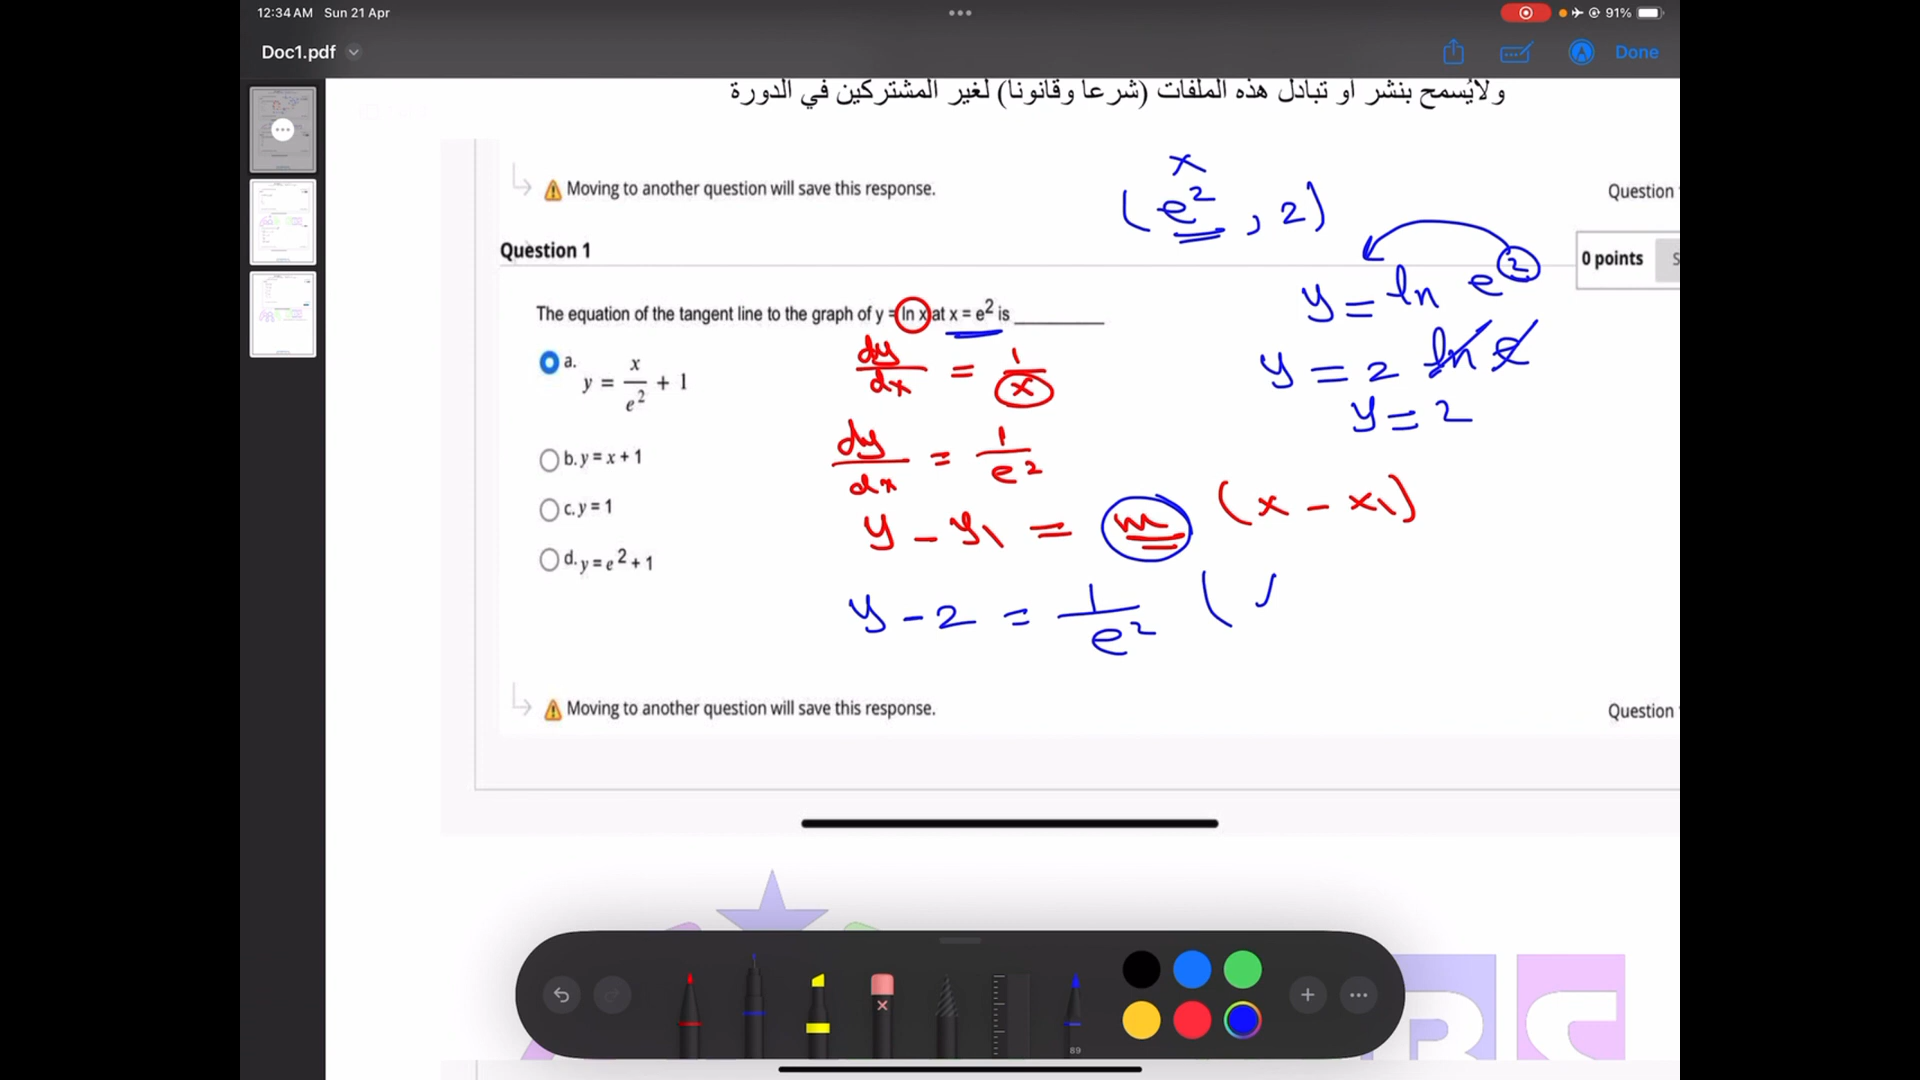 12:34 AM Sun 21 Apr
91%
Doc1.pdf
Done
ولايُسمح بنشر او تبادل هذه الملفات (شرعا وقانونا) لغير المشتركين في الدورة
Moving to another question will save this response.
Question
x
(e², 2)
Question 1
0 points
S
y = ln e²
The equation of the tangent line to the graph of y = ln x at x = e² is ________
dy/dx = 1/x
y = 2 ln e
y = 2
a. y = x/e² + 1
b. y = x + 1
dy/dx = 1/e²
c. y = 1
y - y₁ = m (x - x₁)
d. y = e² + 1
y - 2 = 1/e² (
Moving to another question will save this response.
Question
89